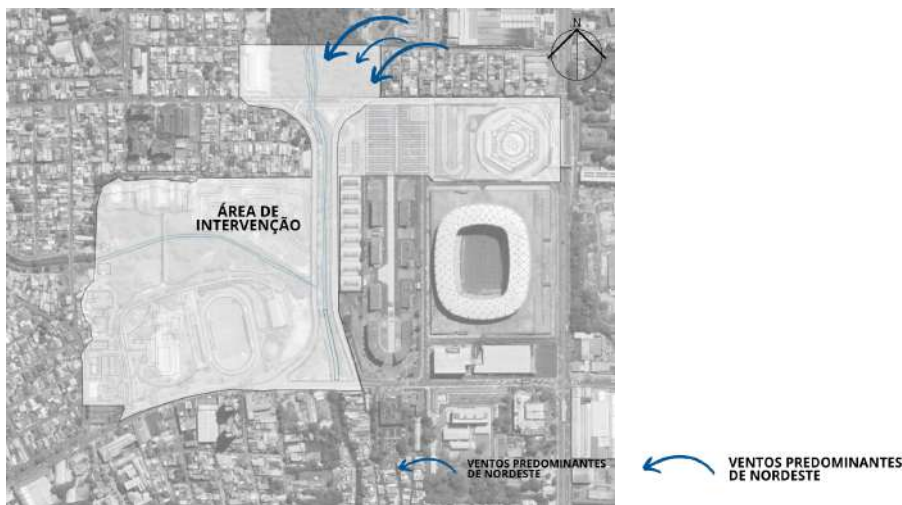 N
ÁREA DE
INTERVENÇÃO
VENTOS PREDOMINANTES
DE NORDESTE
VENTOS PREDOMINANTES
DE NORDESTE